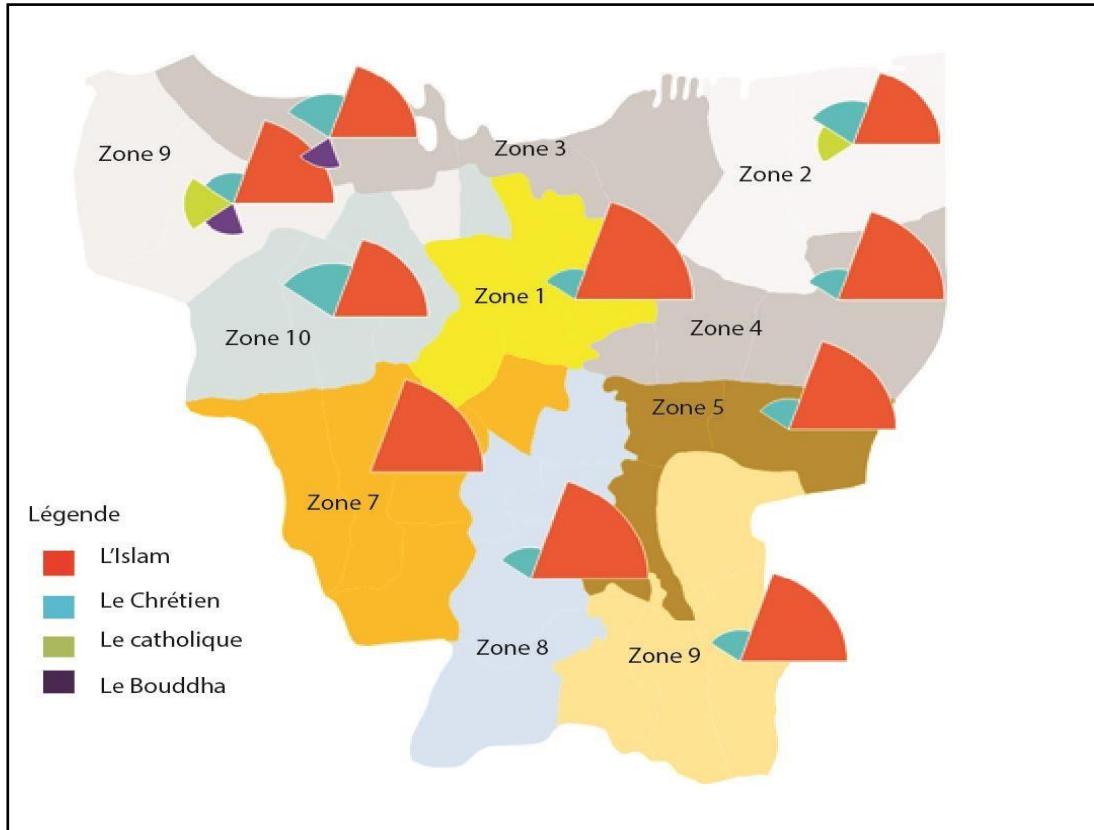 Zone 9
Zone 3
Zone 2
Zone 1
Zone 10
Zone 4
Zone 5
Zone 7
Zone 8
Zone 9
Légende
L'Islam
Le Chrétien
Le catholique
Le Bouddha